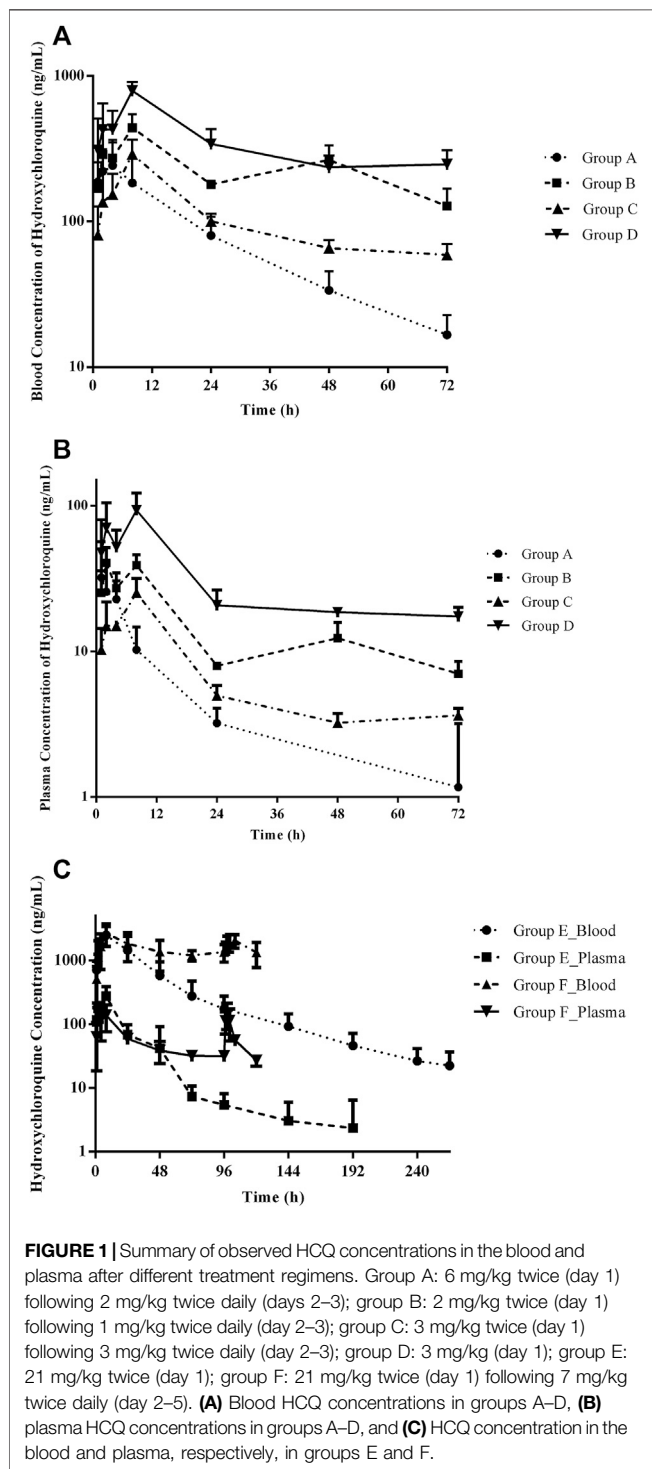 A
Blood Concentration of Hydroxychloroquine (ng/mL)
1000
100
10
0 12 24 36 48 60 72
Time (h)
Group A
Group B
Group C
Group D
B
Plasma Concentration of Hydroxychloroquine (ng/mL)
100
10
1
0 12 24 36 48 60 72
Time (h)
Group A
Group B
Group C
Group D
C
Hydroxychloroquine Concentration (ng/mL)
1000
100
10
1
0 48 96 144 192 240
Time (h)
Group E_Blood
Group E_Plasma
Group F_Blood
Group F_Plasma
FIGURE 1 | Summary of observed HCQ concentrations in the blood and
plasma after different treatment regimens. Group A: 6 mg/kg twice (day 1)
following 2 mg/kg twice daily (days 2–3); group B: 2 mg/kg twice (day 1)
following 1 mg/kg twice daily (day 2–3); group C: 3 mg/kg twice (day 1)
following 3 mg/kg twice daily (day 2–3); group D: 3 mg/kg (day 1); group E:
21 mg/kg twice (day 1); group F: 21 mg/kg twice (day 1) following 7 mg/kg
twice daily (day 2–5). (A) Blood HCQ concentrations in groups A–D, (B)
plasma HCQ concentrations in groups A–D, and (C) HCQ concentration in the
blood and plasma, respectively, in groups E and F.